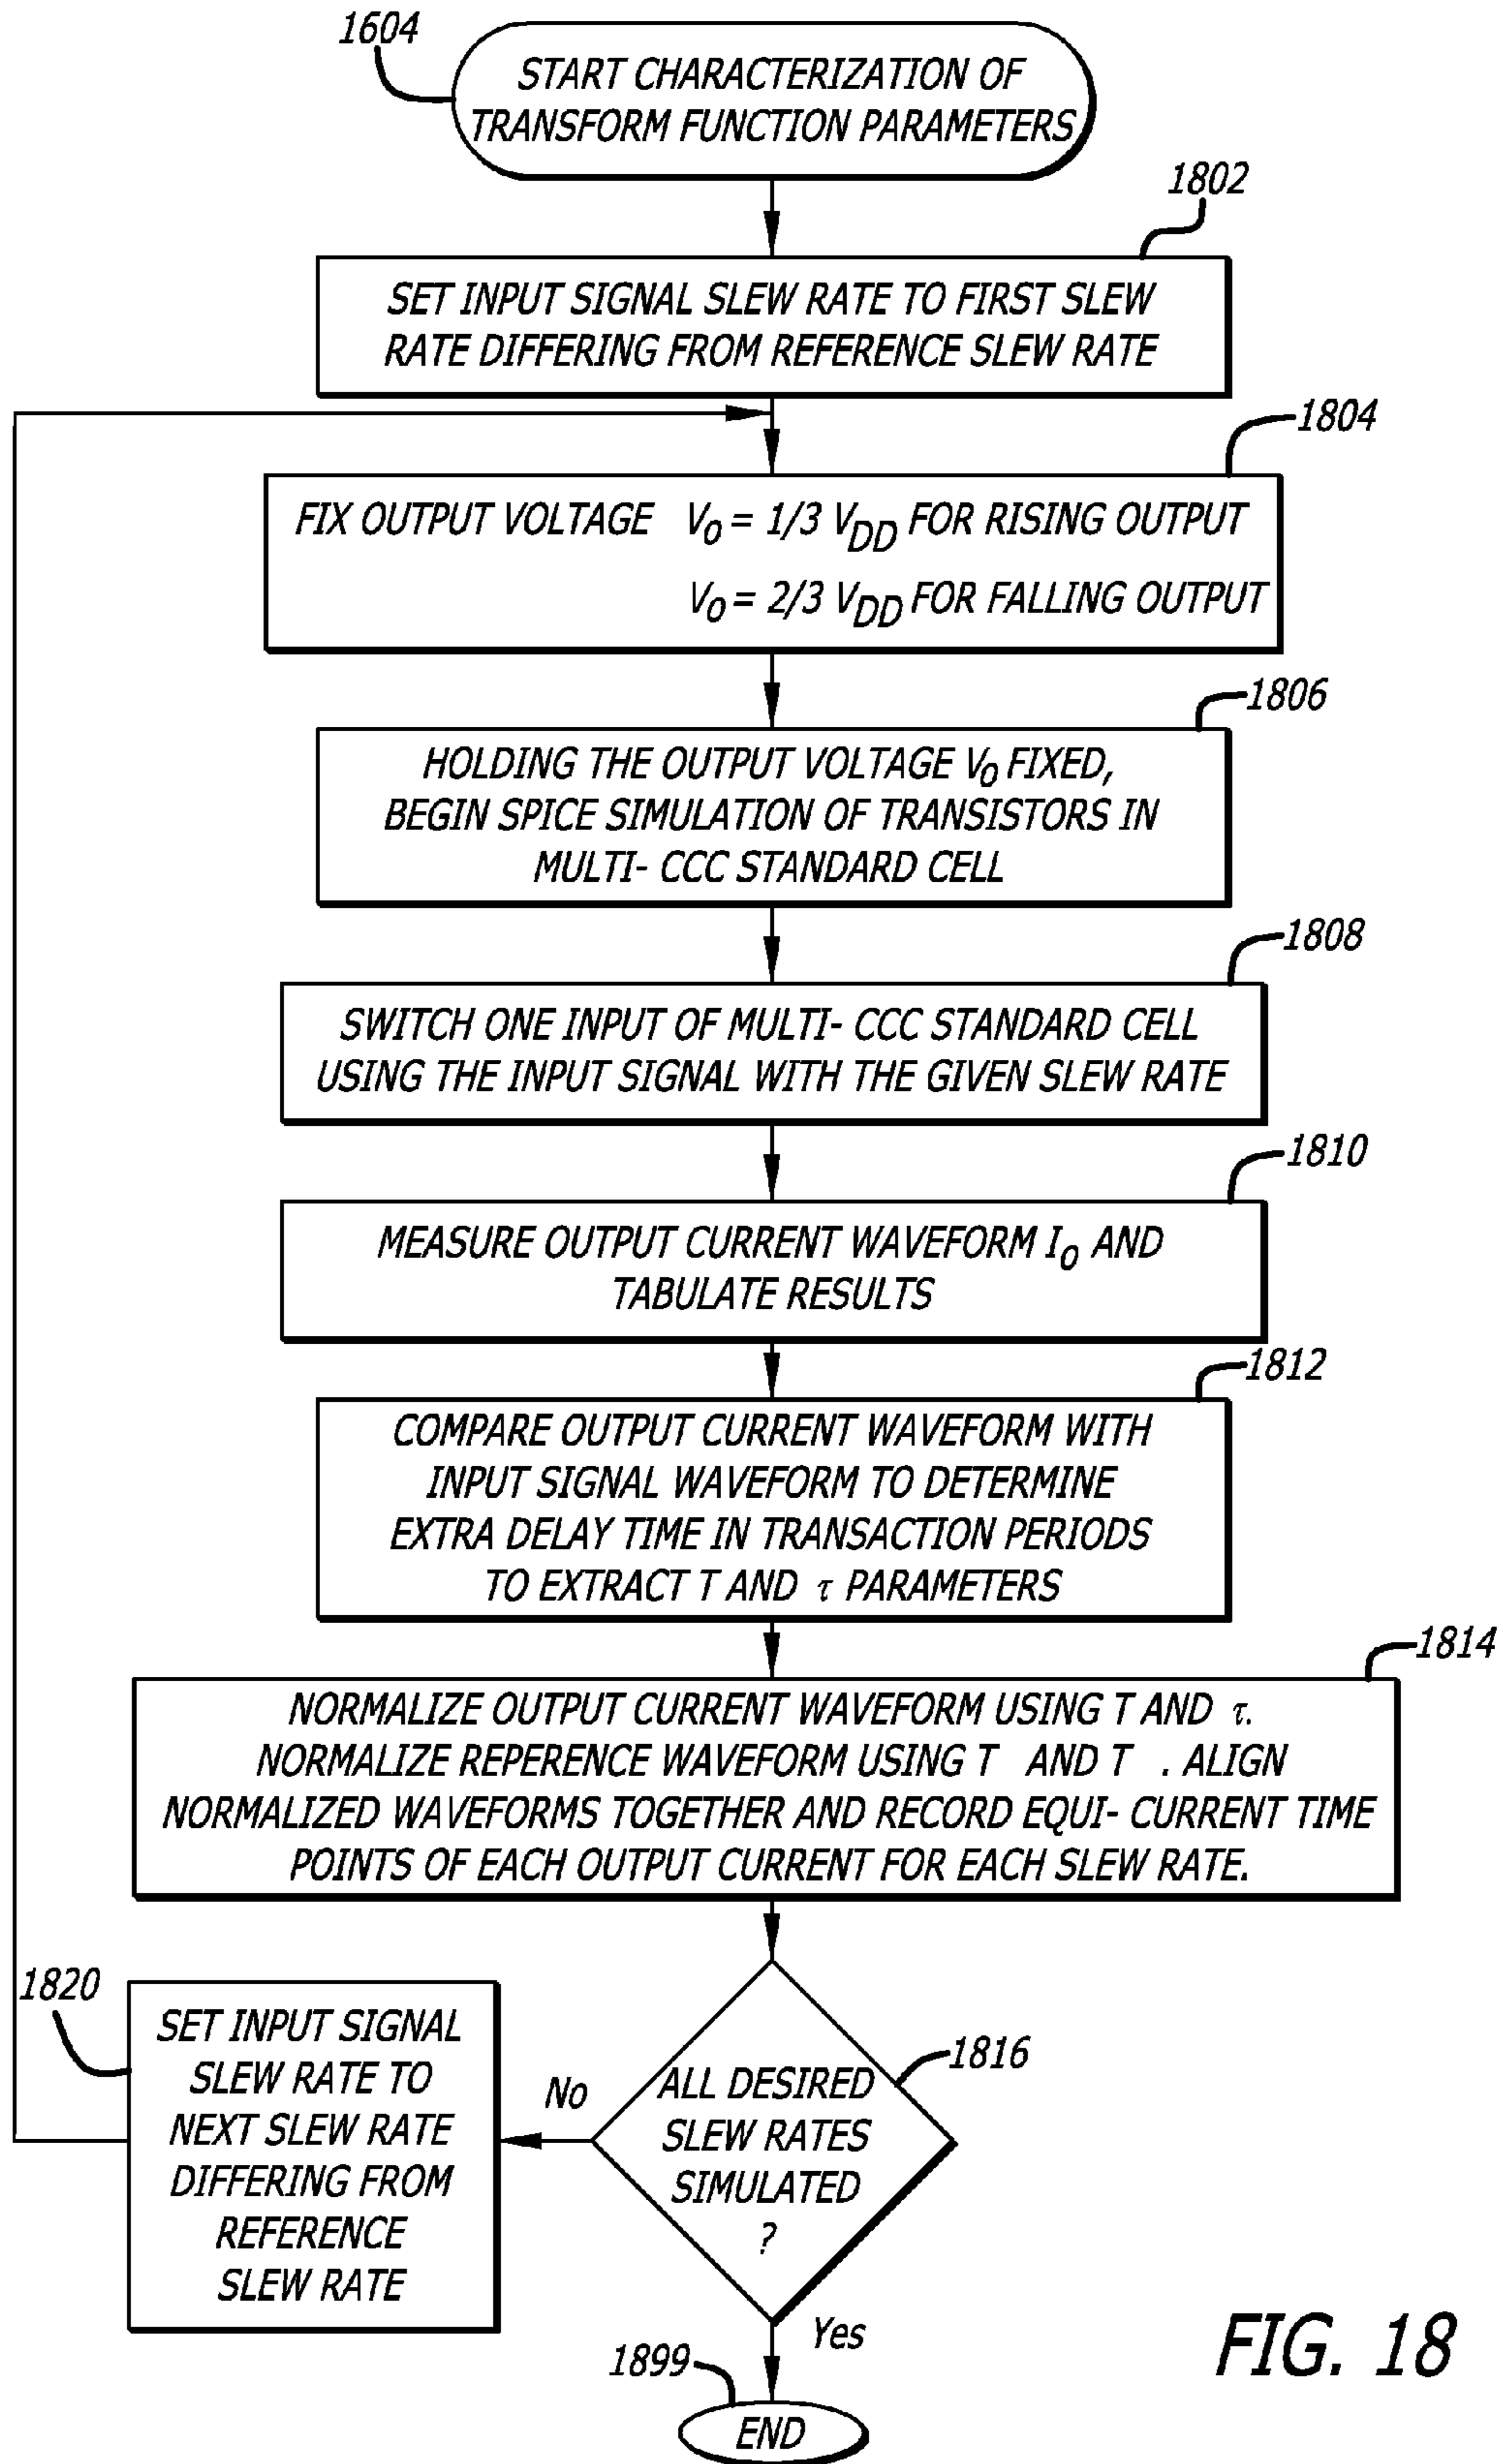 1604
START CHARACTERIZATION OF
TRANSFORM FUNCTION PARAMETERS
1802
SET INPUT SIGNAL SLEW RATE TO FIRST SLEW
RATE DIFFERING FROM REFERENCE SLEW RATE
1804
FIX OUTPUT VOLTAGE V_O = 1/3 V_DD FOR RISING OUTPUT
V_O = 2/3 V_DD FOR FALLING OUTPUT
1806
HOLDING THE OUTPUT VOLTAGE V_O FIXED,
BEGIN SPICE SIMULATION OF TRANSISTORS IN
MULTI- CCC STANDARD CELL
1808
SWITCH ONE INPUT OF MULTI- CCC STANDARD CELL
USING THE INPUT SIGNAL WITH THE GIVEN SLEW RATE
1810
MEASURE OUTPUT CURRENT WAVEFORM I_O AND
TABULATE RESULTS
1812
COMPARE OUTPUT CURRENT WAVEFORM WITH
INPUT SIGNAL WAVEFORM TO DETERMINE
EXTRA DELAY TIME IN TRANSACTION PERIODS
TO EXTRACT T AND τ PARAMETERS
1814
NORMALIZE OUTPUT CURRENT WAVEFORM USING T AND τ.
NORMALIZE REPERENCE WAVEFORM USING T AND T . ALIGN
NORMALIZED WAVEFORMS TOGETHER AND RECORD EQUI- CURRENT TIME
POINTS OF EACH OUTPUT CURRENT FOR EACH SLEW RATE.
1816
ALL DESIRED
SLEW RATES
SIMULATED
?
No
1820
SET INPUT SIGNAL
SLEW RATE TO
NEXT SLEW RATE
DIFFERING FROM
REFERENCE
SLEW RATE
Yes
1899
END
FIG. 18